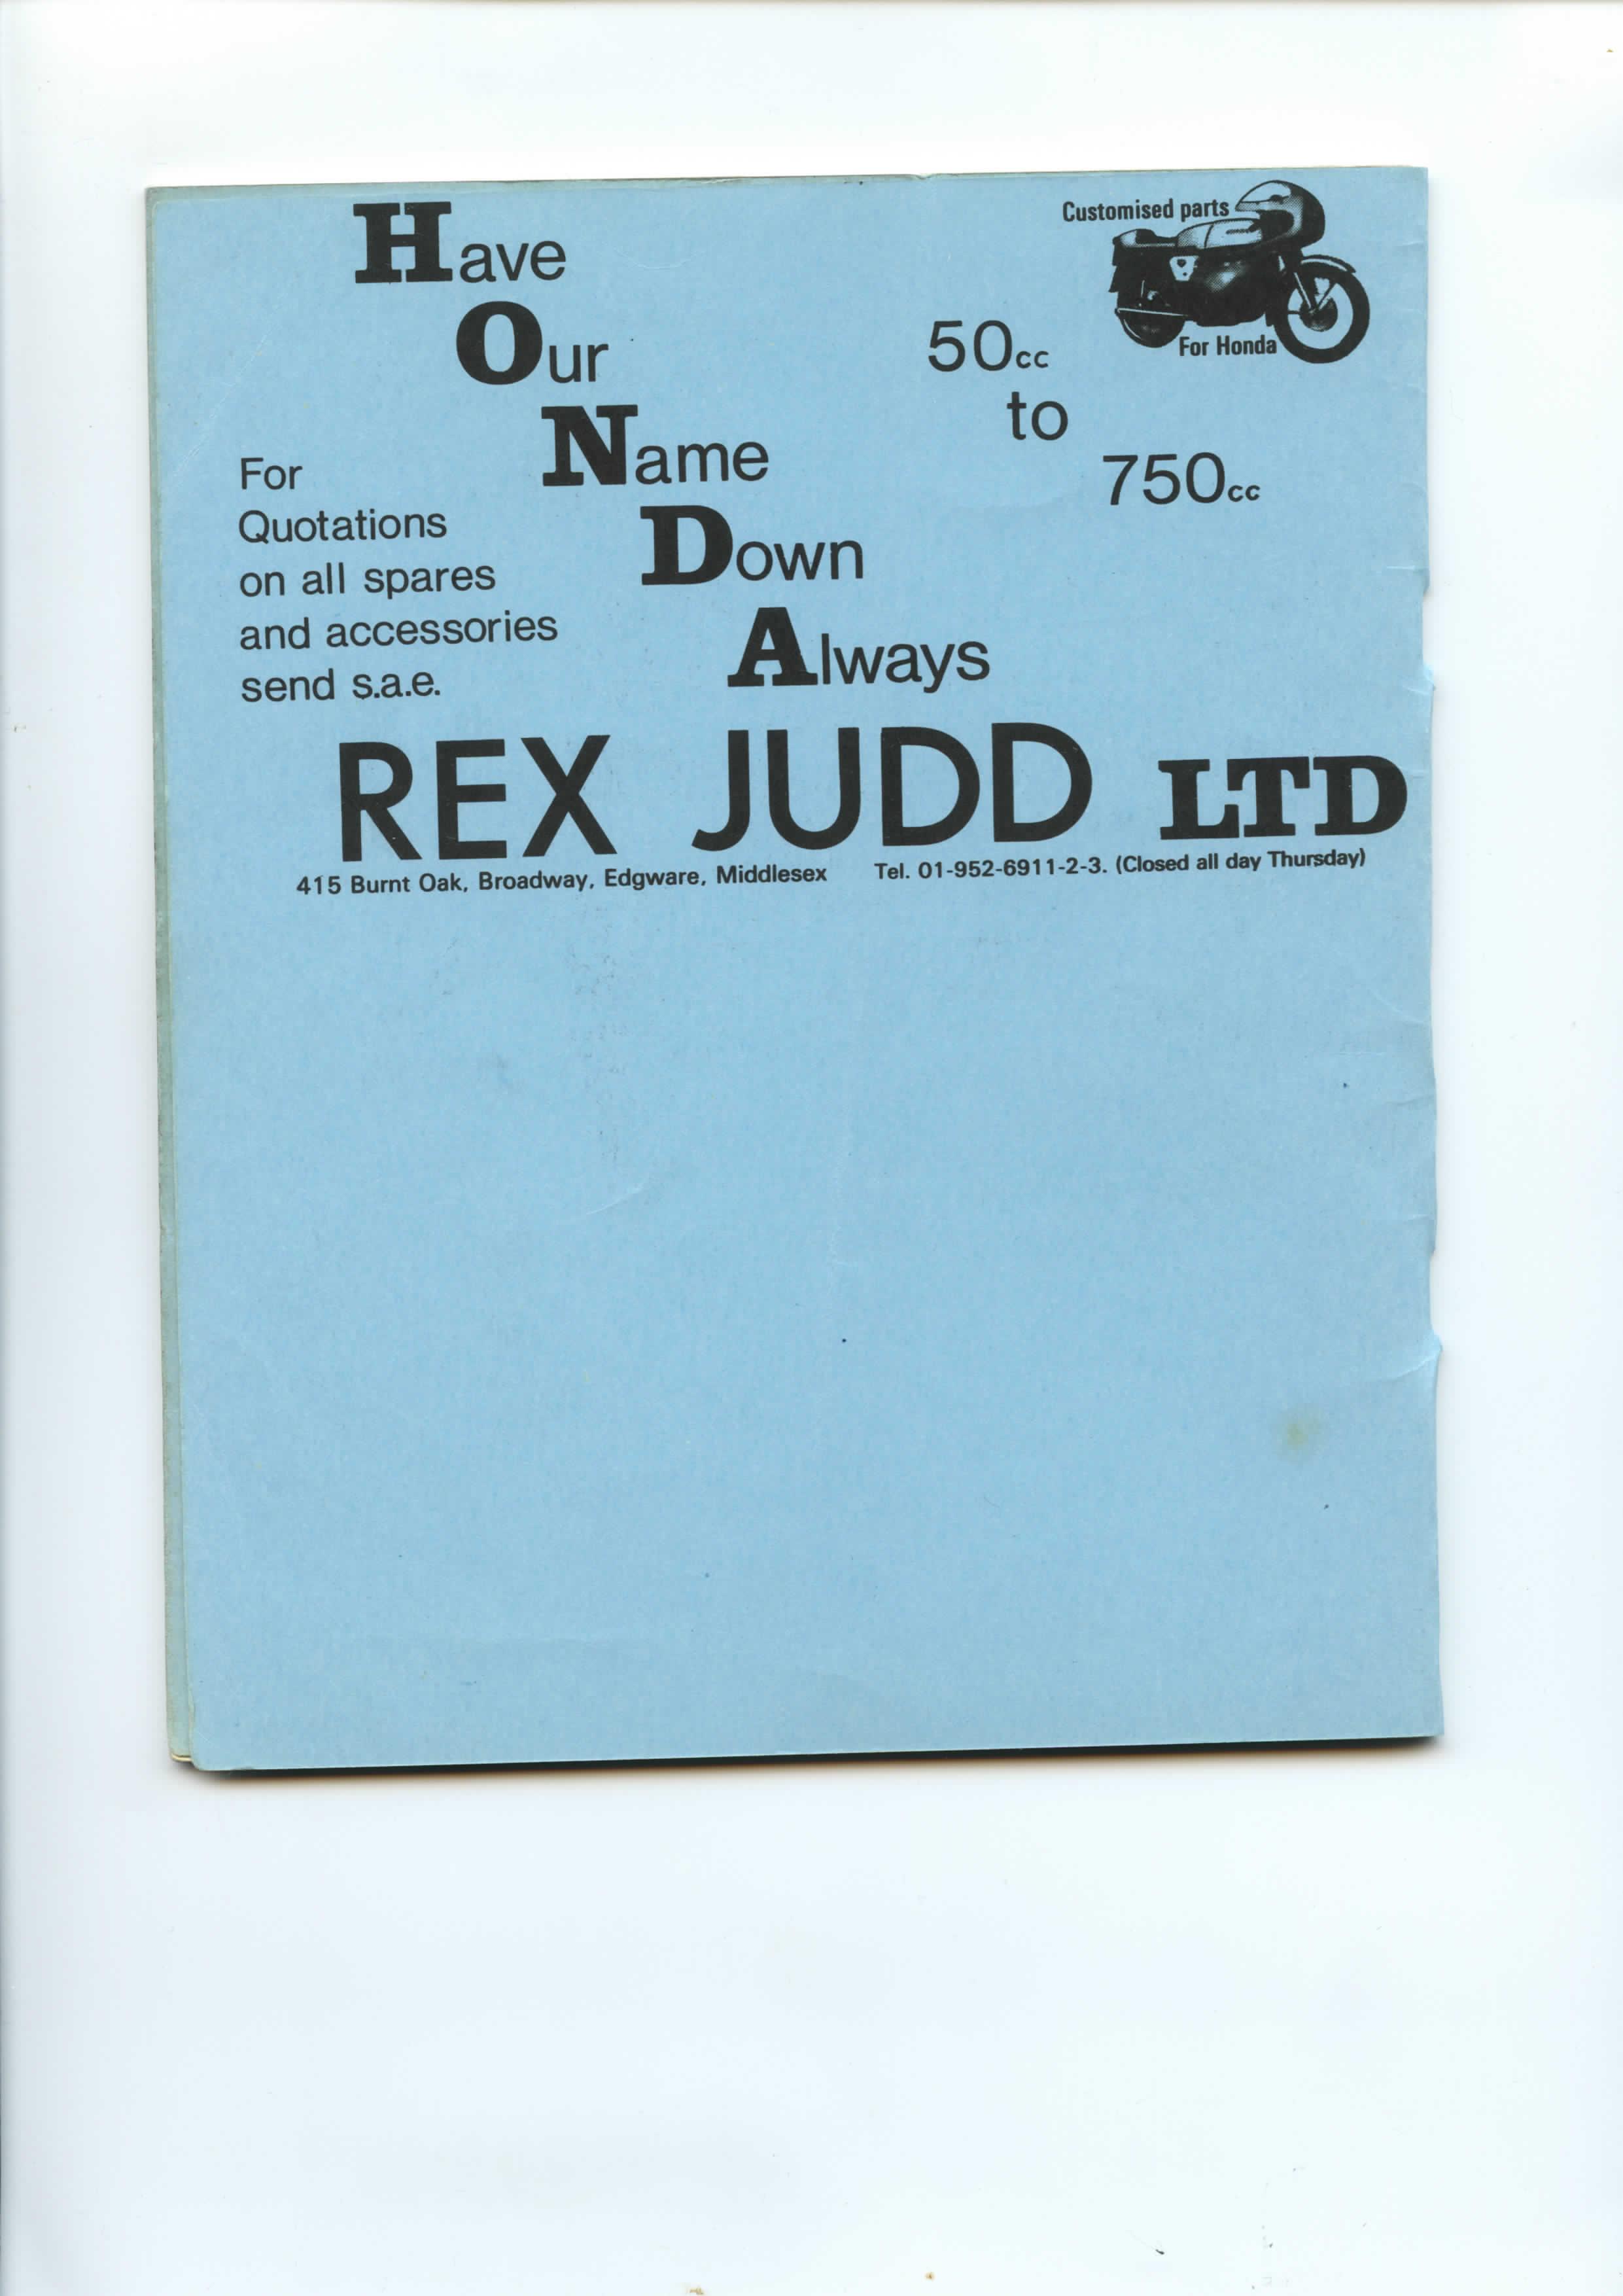 Customised parts
For Honda
Have
Our
Name
Down
Always
50cc
to
750cc
For
Quotations
on all spares
and accessories
send s.a.e.
REX JUDD LTD
415 Burnt Oak, Broadway, Edgware, Middlesex Tel. 01-952-6911-2-3. (Closed all day Thursday)